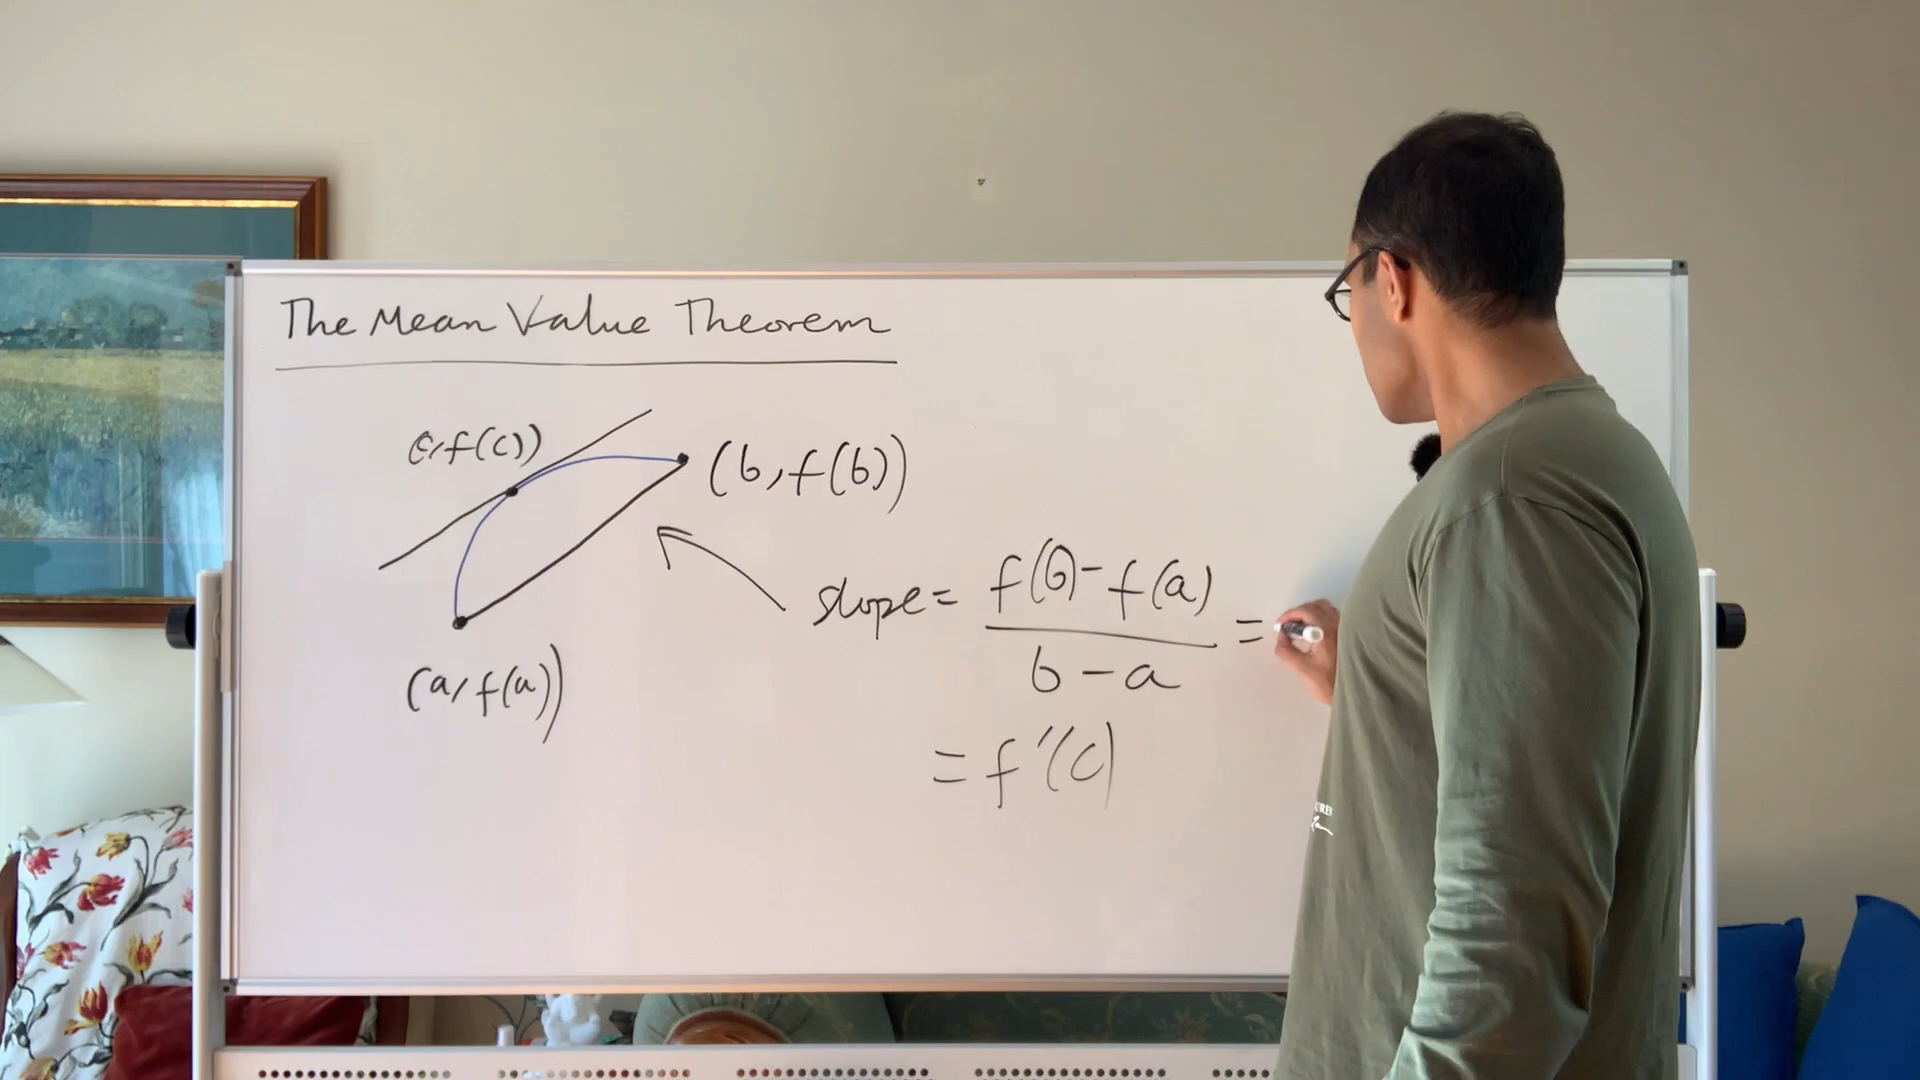 The Mean Value Theorem
(c, f(c))
(b, f(b))
slope = f(b) - f(a) / b - a =
(a, f(a))
= f'(c)